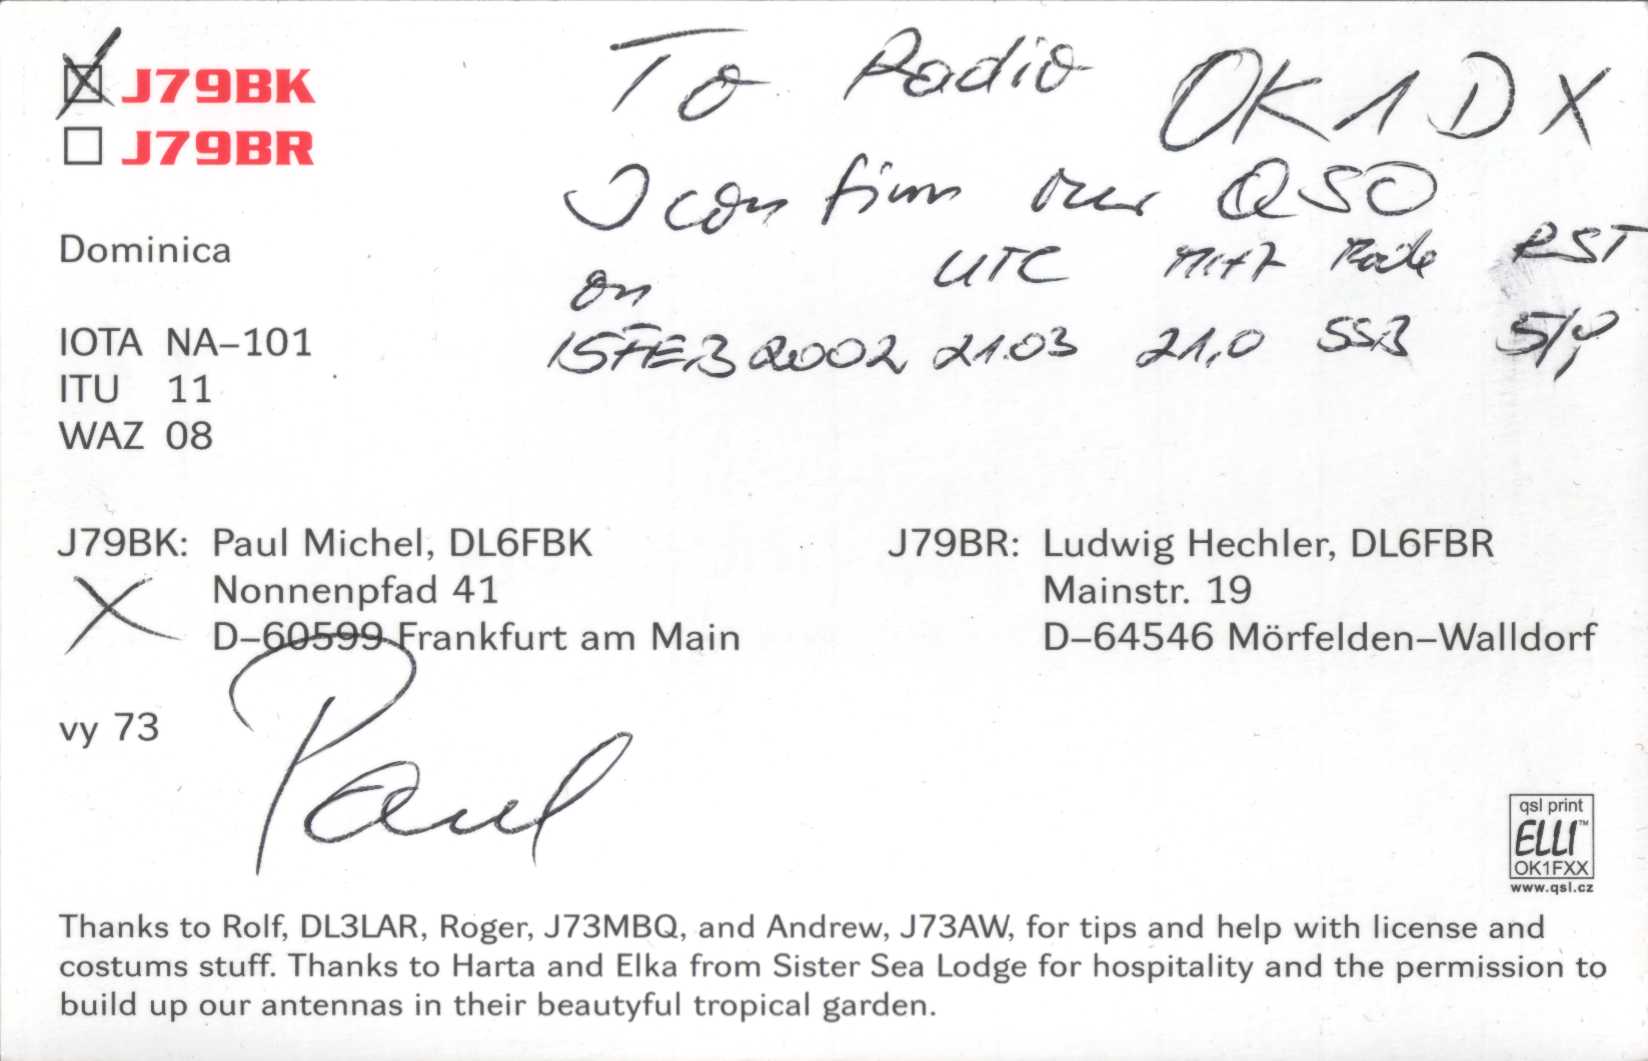 J79BK
J79BR
To Radio OK1DX
I confirm our QSO
on UTC MHz Mode RST
15FEB 2002 21.03 21,0 SSB 5/9
Dominica
IOTA NA–101
ITU 11
WAZ 08
J79BK: Paul Michel, DL6FBK
Nonnenpfad 41
D–60599 Frankfurt am Main
J79BR: Ludwig Hechler, DL6FBR
Mainstr. 19
D–64546 Mörfelden–Walldorf
vy 73
Paul
qsl print
ELLI™
OK1FXX
www.qsl.cz
Thanks to Rolf, DL3LAR, Roger, J73MBQ, and Andrew, J73AW, for tips and help with license and
costums stuff. Thanks to Harta and Elka from Sister Sea Lodge for hospitality and the permission to
build up our antennas in their beautyful tropical garden.